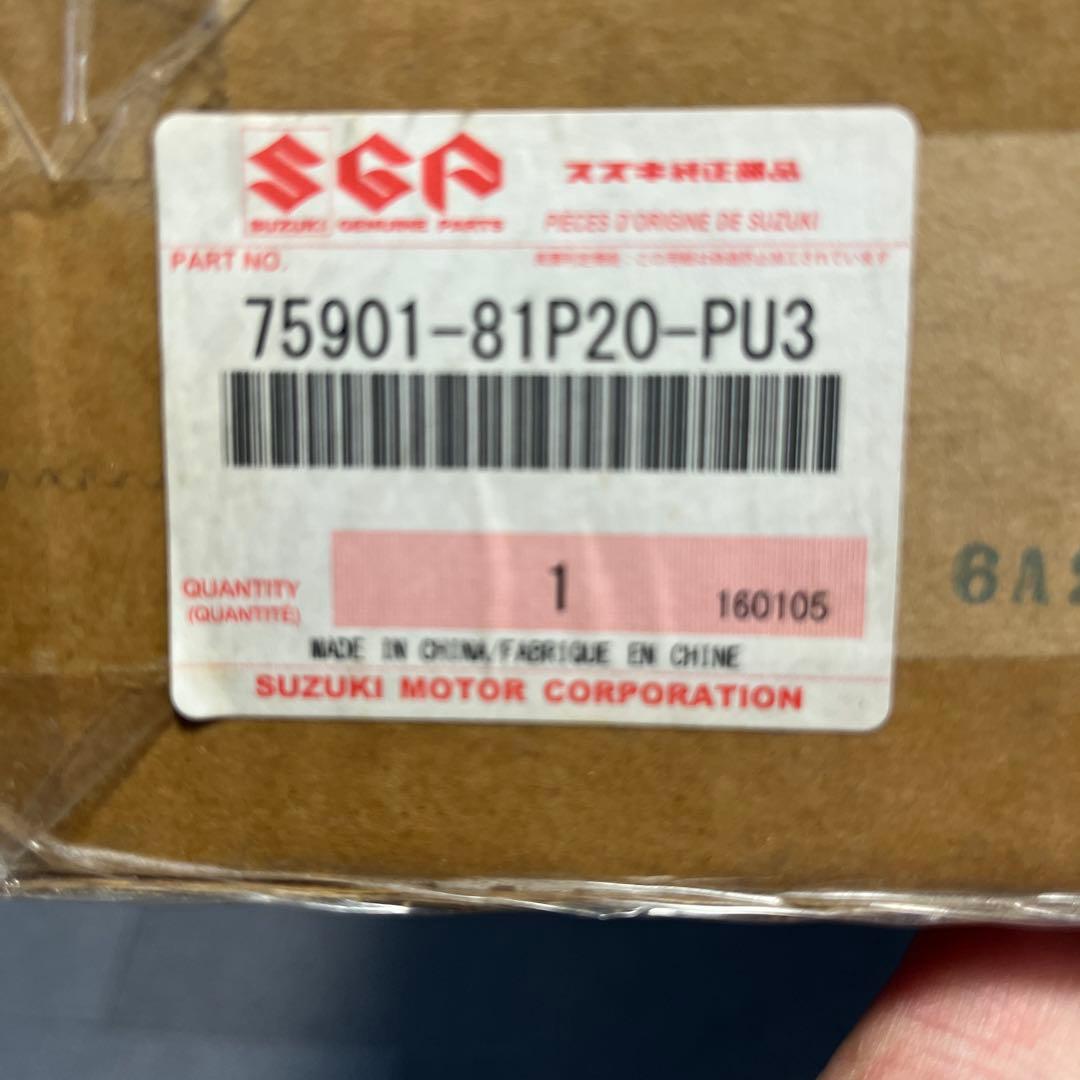 SGP
スズキ純正部品
SUZUKI GENUINE PARTS
PIÈCES D'ORIGINE DE SUZUKI
PART NO.
75901-81P20-PU3
QUANTITY
(QUANTITÉ)
1
160105
6A2
MADE IN CHINA/FABRIQUE EN CHINE
SUZUKI MOTOR CORPORATION